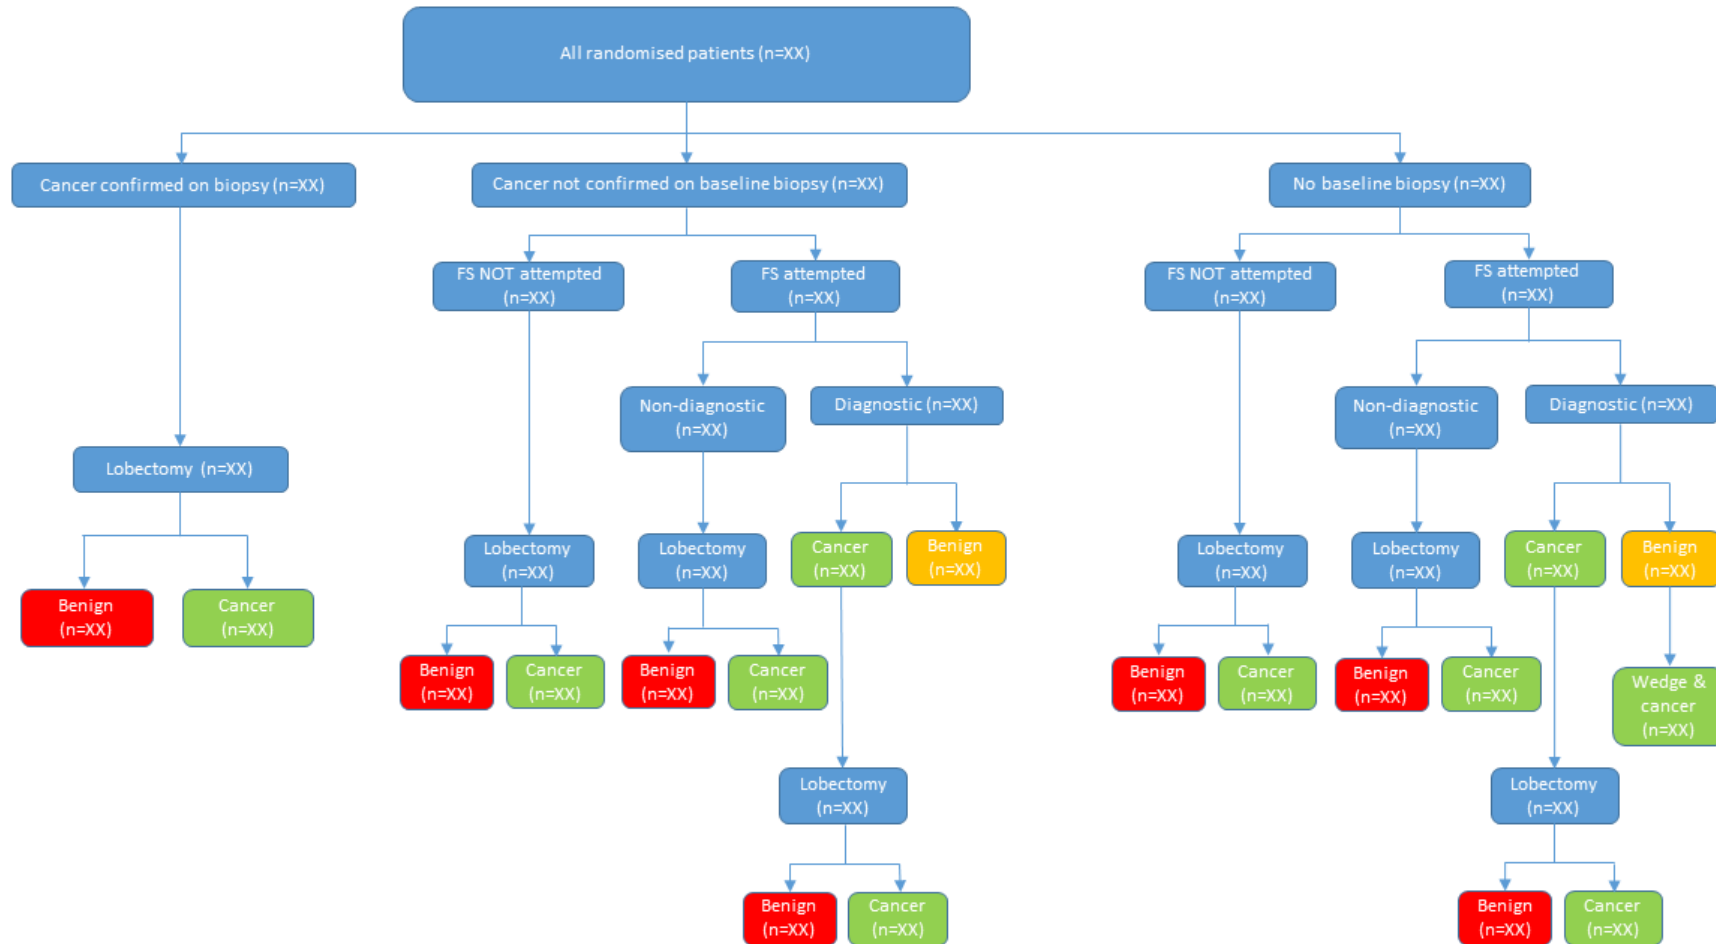 All randomised patients (n=XX)
Cancer confirmed on biopsy (n=XX)
Cancer not confirmed on baseline biopsy (n=XX)
No baseline biopsy (n=XX)
FS NOT attempted
(n=XX)
FS attempted
(n=XX)
FS NOT attempted
(n=XX)
FS attempted
(n=XX)
Non-diagnostic
(n=XX)
Diagnostic (n=XX)
Non-diagnostic
(n=XX)
Diagnostic (n=XX)
Lobectomy (n=XX)
Lobectomy
(n=XX)
Lobectomy
(n=XX)
Cancer
(n=XX)
Benign
(n=XX)
Lobectomy
(n=XX)
Lobectomy
(n=XX)
Cancer
(n=XX)
Benign
(n=XX)
Benign
(n=XX)
Cancer
(n=XX)
Benign
(n=XX)
Cancer
(n=XX)
Benign
(n=XX)
Cancer
(n=XX)
Benign
(n=XX)
Cancer
(n=XX)
Benign
(n=XX)
Cancer
(n=XX)
Wedge &
cancer
(n=XX)
Lobectomy
(n=XX)
Lobectomy
(n=XX)
Benign
(n=XX)
Cancer
(n=XX)
Benign
(n=XX)
Cancer
(n=XX)